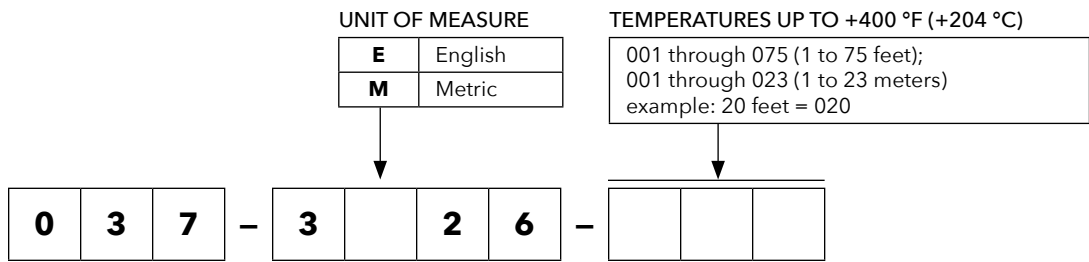 UNIT OF MEASURE
E English
M Metric
TEMPERATURES UP TO +400 °F (+204 °C)
001 through 075 (1 to 75 feet);
001 through 023 (1 to 23 meters)
example: 20 feet = 020
0 3 7 – 3 2 6 –